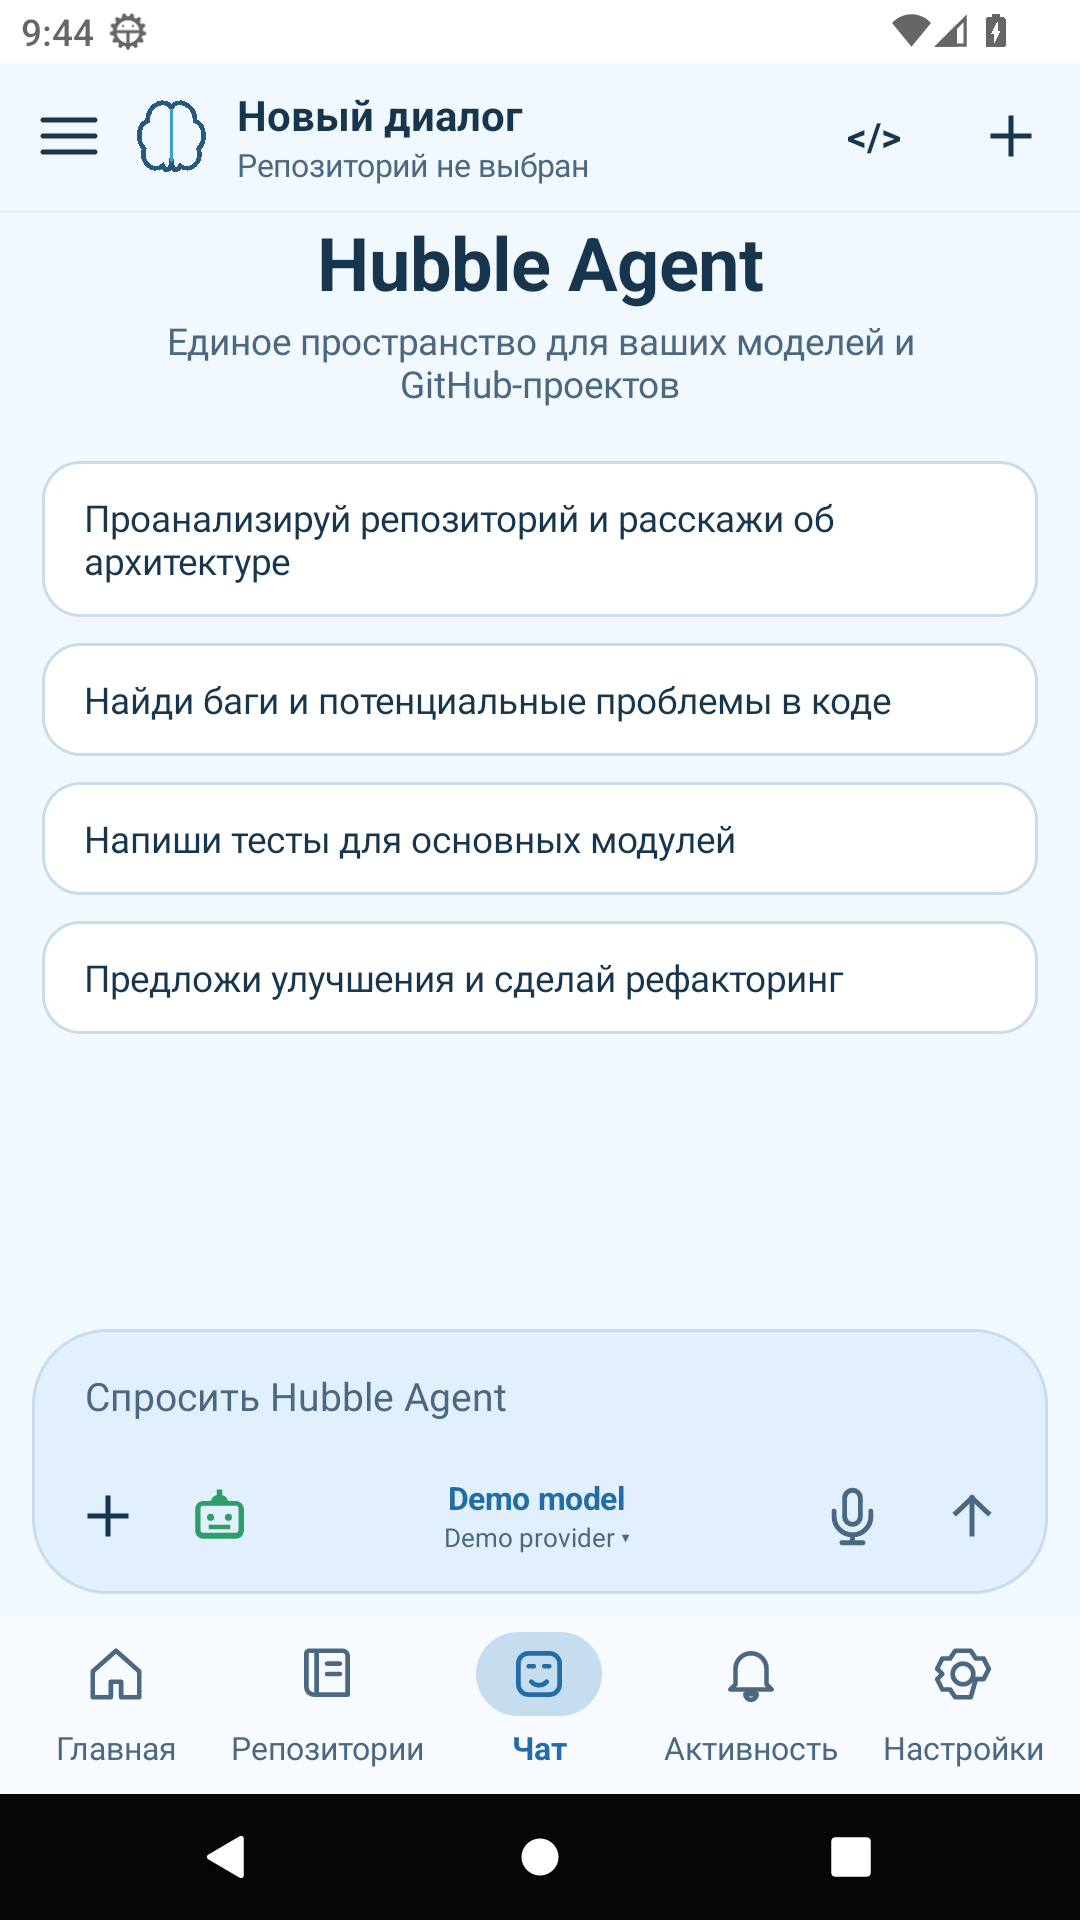 9:44
Новый диалог
Репозиторий не выбран
</>
Hubble Agent
Единое пространство для ваших моделей и
GitHub-проектов
Проанализируй репозиторий и расскажи об
архитектуре
Найди баги и потенциальные проблемы в коде
Напиши тесты для основных модулей
Предложи улучшения и сделай рефакторинг
Спросить Hubble Agent
Demo model
Demo provider ▾
Главная
Репозитории
Чат
Активность
Настройки